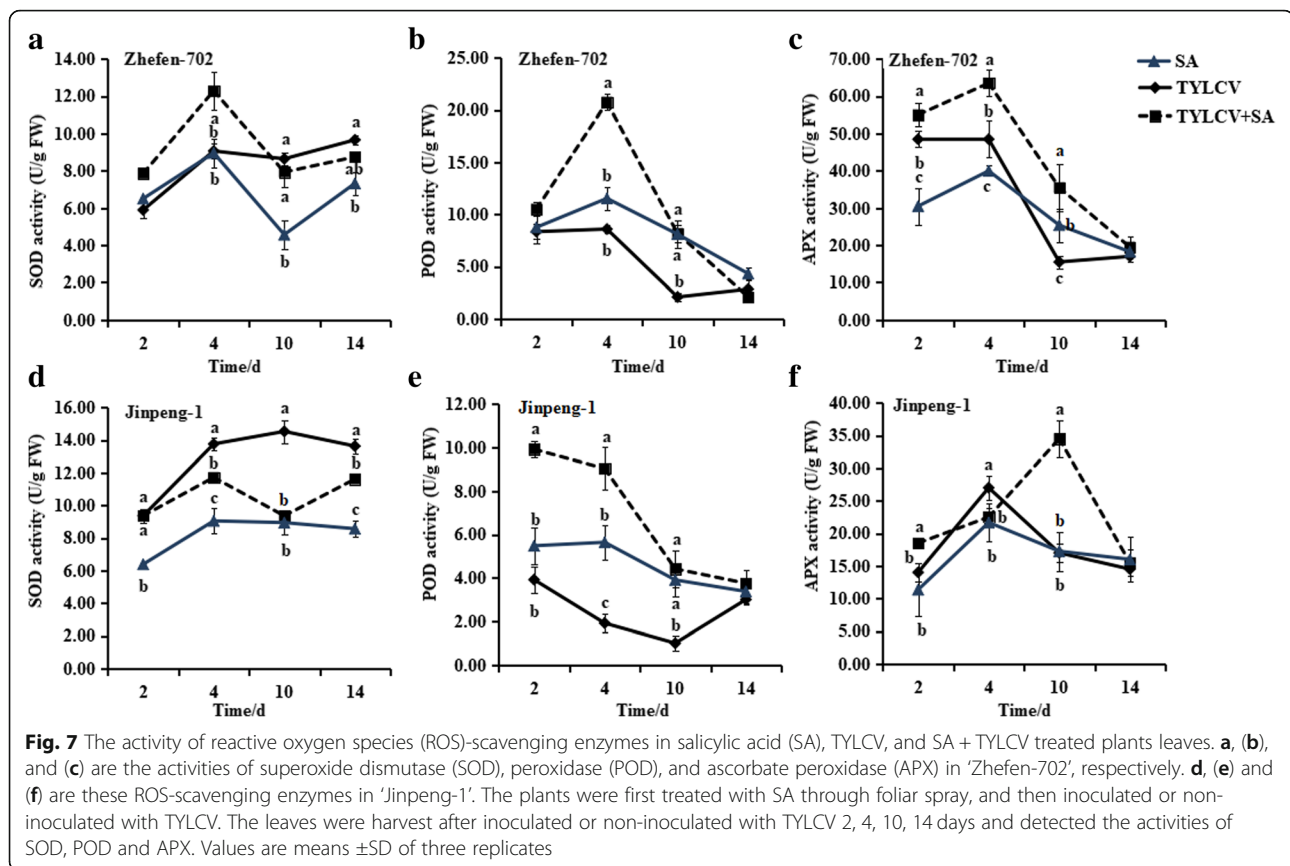 a
Zhefen-702
SOD activity (U/g FW)
14.00
12.00
10.00
8.00
6.00
4.00
2.00
0.00
a
b
b
a
a
b
a
ab
b
2 4 10 14
Time/d
b
Zhefen-702
POD activity (U/g FW)
25.00
20.00
15.00
10.00
5.00
0.00
a
b
b
a
a
b
2 4 10 14
Time/d
c
Zhefen-702
APX activity (U/g FW)
70.00
60.00
50.00
40.00
30.00
20.00
10.00
0.00
a
b
c
a
b
c
a
b
c
2 4 10 14
Time/d
SA
TYLCV
TYLCV+SA
d
Jinpeng-1
SOD activity (U/g FW)
16.00
14.00
12.00
10.00
8.00
6.00
4.00
2.00
0.00
a
a
b
a
b
c
a
b
b
a
b
c
2 4 10 14
Time/d
e
Jinpeng-1
POD activity (U/g FW)
12.00
10.00
8.00
6.00
4.00
2.00
0.00
a
b
b
a
b
c
a
a
b
2 4 10 14
Time/d
f
Jinpeng-1
APX activity (U/g FW)
40.00
35.00
30.00
25.00
20.00
15.00
10.00
5.00
0.00
a
b
b
a
b
b
a
b
b
2 4 10 14
Time/d
Fig. 7 The activity of reactive oxygen species (ROS)-scavenging enzymes in salicylic acid (SA), TYLCV, and SA + TYLCV treated plants leaves. a, (b),
and (c) are the activities of superoxide dismutase (SOD), peroxidase (POD), and ascorbate peroxidase (APX) in ‘Zhefen-702’, respectively. d, (e) and
(f) are these ROS-scavenging enzymes in ‘Jinpeng-1’. The plants were first treated with SA through foliar spray, and then inoculated or non-
inoculated with TYLCV. The leaves were harvest after inoculated or non-inoculated with TYLCV 2, 4, 10, 14 days and detected the activities of
SOD, POD and APX. Values are means ±SD of three replicates